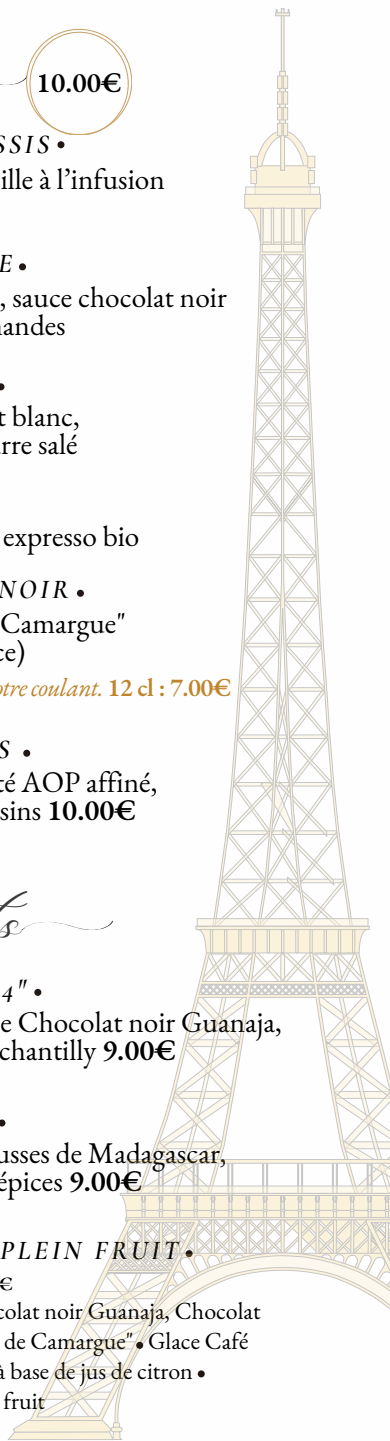 10.00€
SSIS •
ille à l’infusion
E •
, sauce chocolat noir
andes
•
t blanc,
rre salé
expresso bio
NOIR •
Camargue"
ce)
otre coulant. 12 cl : 7.00€
S •
té AOP affiné,
sins 10.00€
ts
4" •
e Chocolat noir Guanaja,
chantilly 9.00€
•
usses de Madagascar,
épices 9.00€
PLEIN FRUIT •
€
colat noir Guanaja, Chocolat
de Camargue" • Glace Café
à base de jus de citron •
fruit